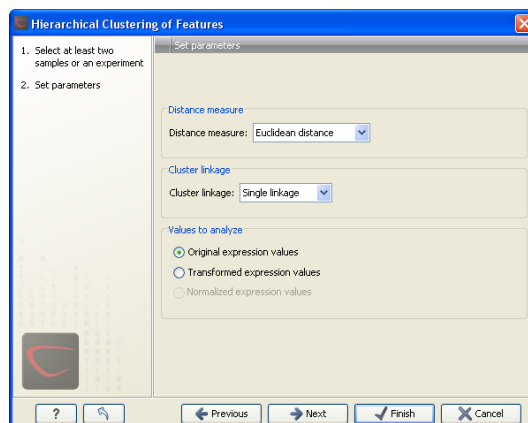 Hierarchical Clustering of Features
1. Select at least two
samples or an experiment
2. Set parameters
Set parameters
Distance measure
Distance measure: Euclidean distance
Cluster linkage
Cluster linkage: Single linkage
Values to analyze
Original expression values
Transformed expression values
Normalized expression values
?
Previous
Next
Finish
Cancel